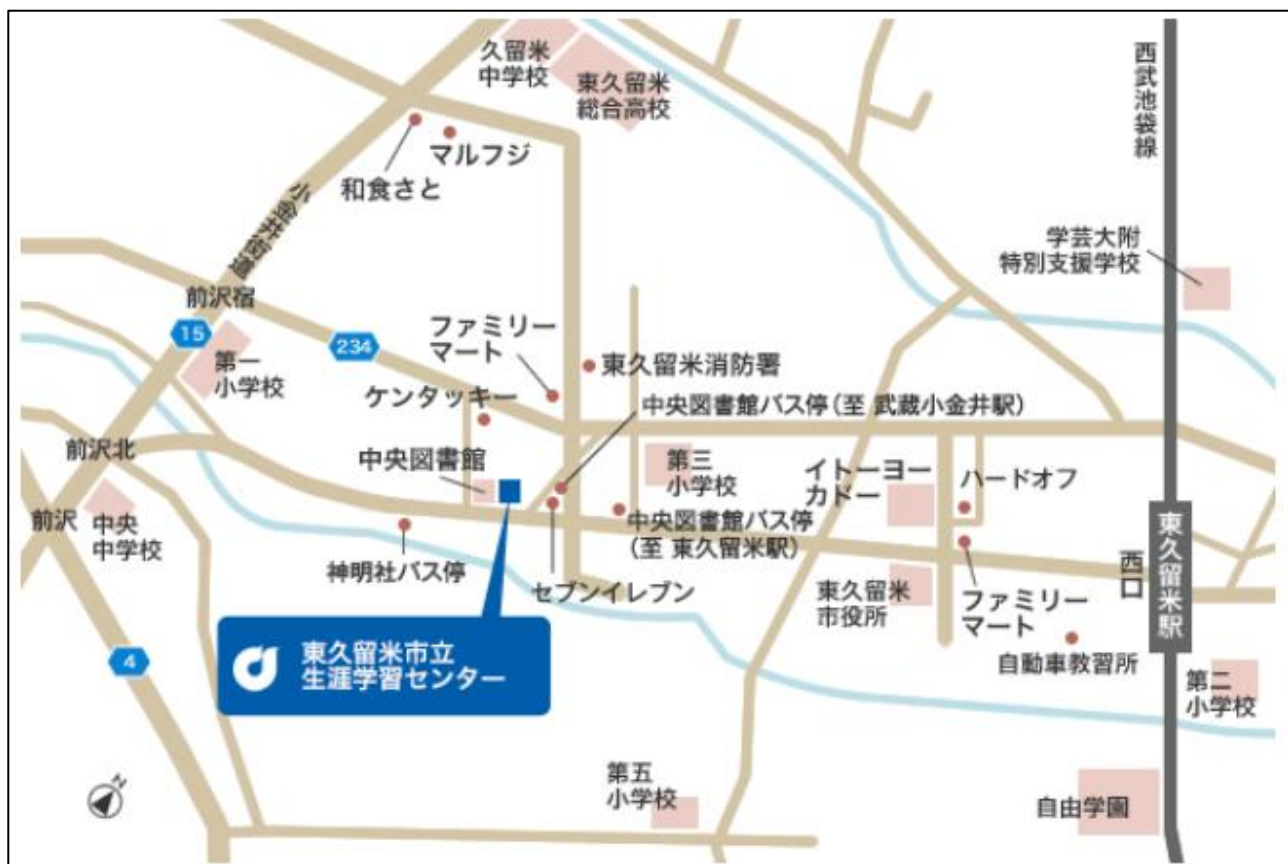 久留米
中学校
東久留米
総合高校
西武池袋線
マルフジ
和食さと
小金井街道
学芸大附
特別支援学校
前沢宿
15
234
ファミリー
マート
第一
小学校
東久留米消防署
ケンタッキー
中央図書館バス停(至 武蔵小金井駅)
前沢北
中央図書館
第三
小学校
イトーヨー
カドー
ハードオフ
前沢
中央
中学校
中央図書館バス停
(至 東久留米駅)
神明社バス停
セブンイレブン
東久留米
市役所
ファミリー
マート
西口
東久留米駅
4
東久留米市立
生涯学習センター
自動車教習所
第二
小学校
第五
小学校
自由学園
N